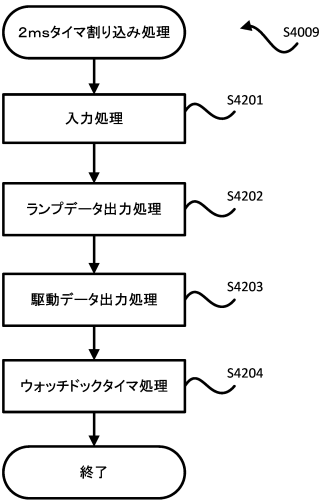 2msタイマ割り込み処理
S4009
入力処理
S4201
ランプデータ出力処理
S4202
駆動データ出力処理
S4203
ウォッチドックタイマ処理
S4204
終了